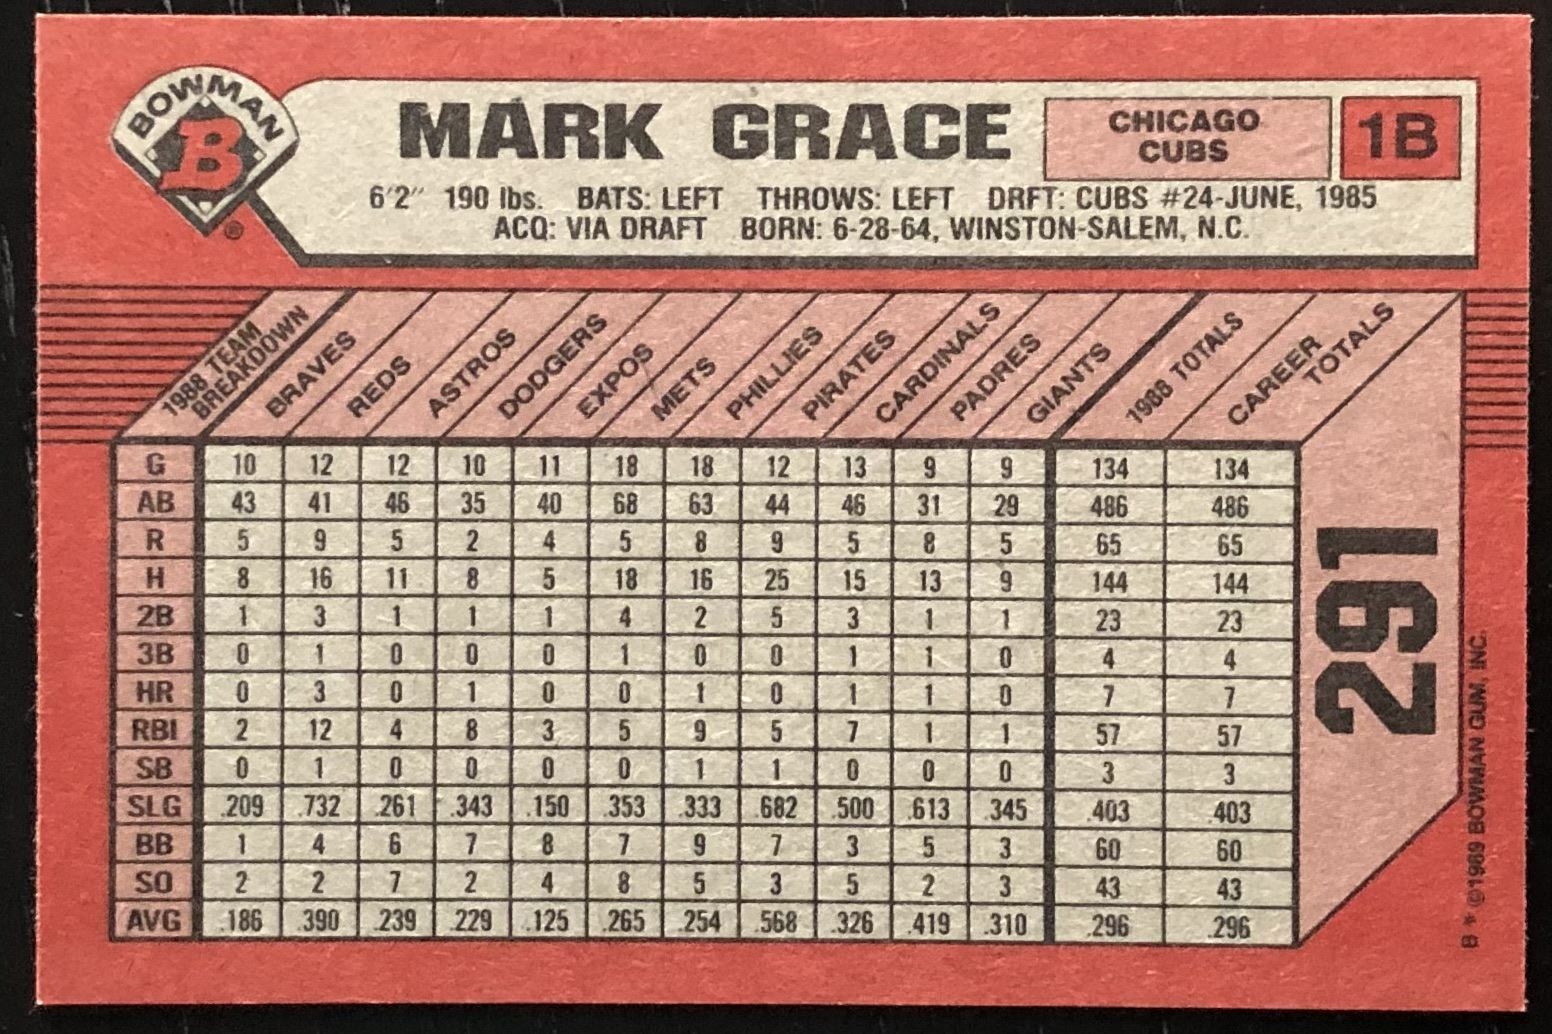 BOWMAN
B
®
MARK GRACE
CHICAGO
CUBS
1B
6'2" 190 lbs. BATS: LEFT THROWS: LEFT DRFT: CUBS #24-JUNE, 1985
ACQ: VIA DRAFT BORN: 6-28-64, WINSTON-SALEM, N.C.
1988 TEAM BREAKDOWN BRAVES REDS ASTROS DODGERS EXPOS METS PHILLIES PIRATES CARDINALS PADRES GIANTS 1988 TOTALS CAREER TOTALS
G 10 12 12 10 11 18 18 12 13 9 9 134 134
AB 43 41 46 35 40 68 63 44 46 31 29 486 486
R 5 9 5 2 4 5 8 9 5 8 5 65 65
H 8 16 11 8 5 18 16 25 15 13 9 144 144
2B 1 3 1 1 1 4 2 5 3 1 1 23 23
3B 0 1 0 0 0 1 0 0 1 1 0 4 4
HR 0 3 0 1 0 0 1 0 1 1 0 7 7
RBI 2 12 4 8 3 5 9 5 7 1 1 57 57
SB 0 1 0 0 0 0 1 1 0 0 0 3 3
SLG .209 .732 .261 .343 .150 .353 .333 .682 .500 .613 .345 .403 .403
BB 1 4 6 7 8 7 9 7 3 5 3 60 60
SO 2 2 7 2 4 8 5 3 5 2 3 43 43
AVG .186 .390 .239 .229 .125 .265 .254 .568 .326 .419 .310 .296 .296
291
B * ©1989 BOWMAN GUM, INC.